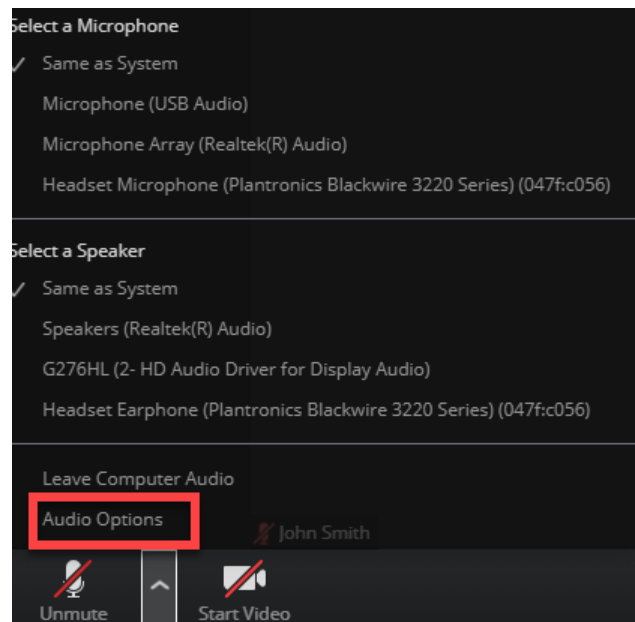 Select a Microphone
Same as System
Microphone (USB Audio)
Microphone Array (Realtek(R) Audio)
Headset Microphone (Plantronics Blackwire 3220 Series) (047f:c056)
Select a Speaker
Same as System
Speakers (Realtek(R) Audio)
G276HL (2- HD Audio Driver for Display Audio)
Headset Earphone (Plantronics Blackwire 3220 Series) (047f:c056)
Leave Computer Audio
Audio Options
John Smith
Unmute
Start Video